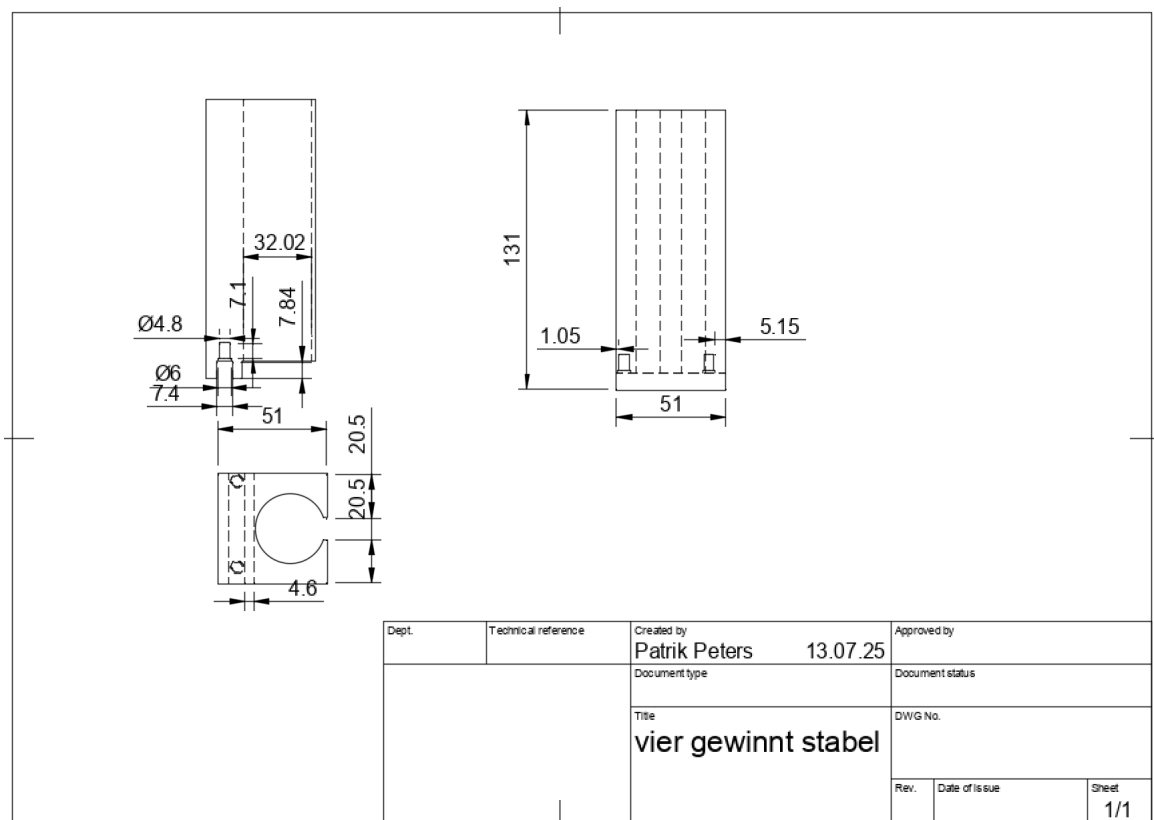 32.02
7.1
7.84
Ø4.8
Ø6
7.4
51
20.5
20.5
4.6
131
1.05
5.15
51
Dept.
Technical reference
Created by
Patrik Peters 13.07.25
Approved by
Document type
Document status
Title
vier gewinnt stabel
DWG No.
Rev.
Date of issue
Sheet
1/1